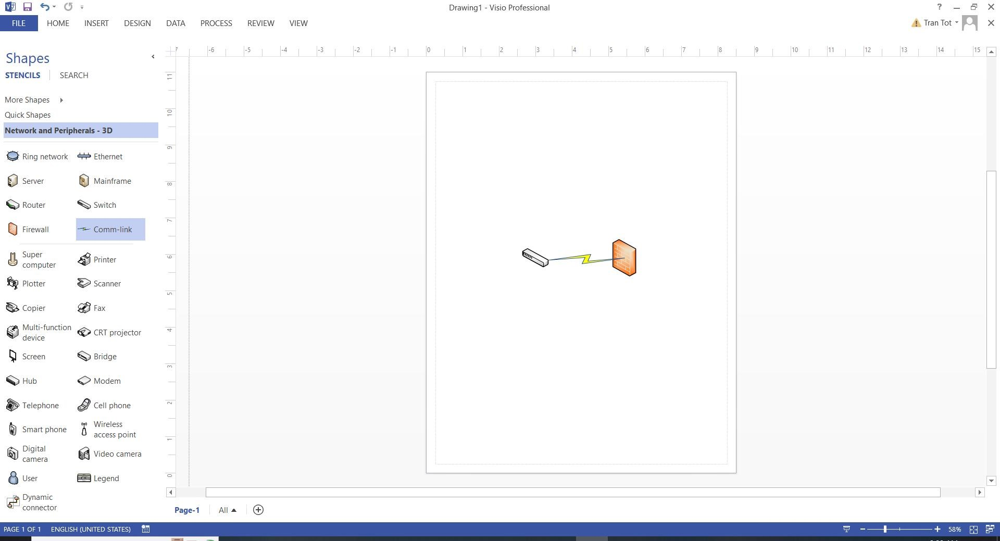 Drawing1 - Visio Professional
?
FILE HOME INSERT DESIGN DATA PROCESS REVIEW VIEW
Tran Tot
Shapes
STENCILS SEARCH
More Shapes
Quick Shapes
Network and Peripherals - 3D
Ring network Ethernet
Server Mainframe
Router Switch
Firewall Comm-link
Super
computer
Printer
Plotter Scanner
Copier Fax
Multi-function
device
CRT projector
Screen Bridge
Hub Modem
Telephone Cell phone
Smart phone
Wireless
access point
Digital
camera
Video camera
User Legend
Dynamic
connector
7 -6 -5 -4 -3 -2 -1 0 1 2 3 4 5 6 7 8 9 10 11 12 13 14 15
11
10
9
8
7
6
5
4
3
2
1
0
Page-1 All
PAGE 1 OF 1 ENGLISH (UNITED STATES)
58%